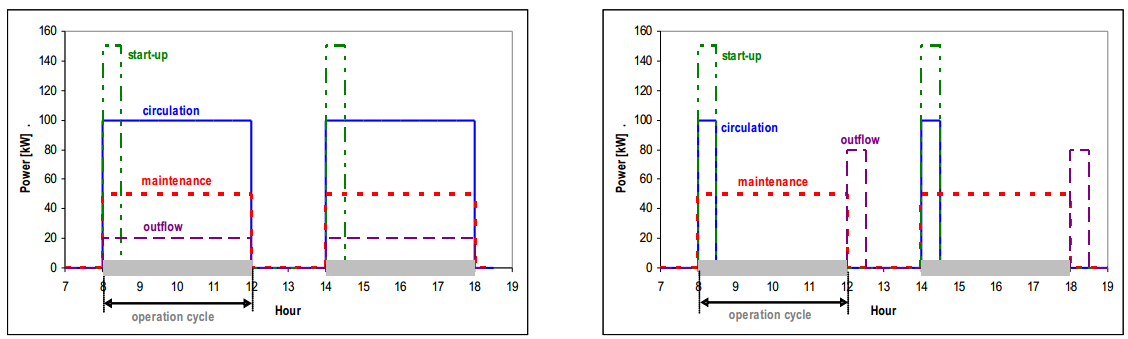 160
140
120
100
80
60
40
20
0
Power [kW] .
start-up
circulation
maintenance
outflow
7 8 9 10 11 12 13 14 15 16 17 18 19
operation cycle
Hour
160
140
120
100
80
60
40
20
0
Power [kW] .
start-up
circulation
outflow
maintenance
7 8 9 10 11 12 13 14 15 16 17 18 19
operation cycle
Hour